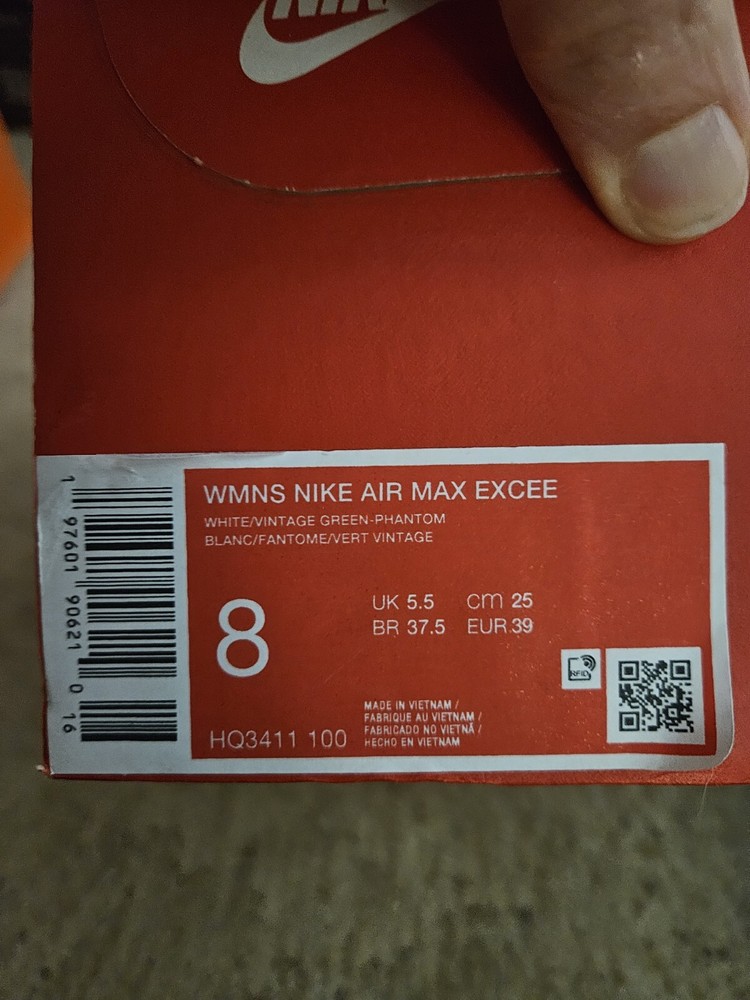 NIKE
WMNS NIKE AIR MAX EXCEE
WHITE/VINTAGE GREEN-PHANTOM
BLANC/FANTOME/VERT VINTAGE
8
UK 5.5 cm 25
BR 37.5 EUR 39
RFID
MADE IN VIETNAM /
FABRIQUE AU VIETNAM /
FABRICADO NO VIETNÃ /
HECHO EN VIETNAM
HQ3411 100
1 97601 90621 0 16